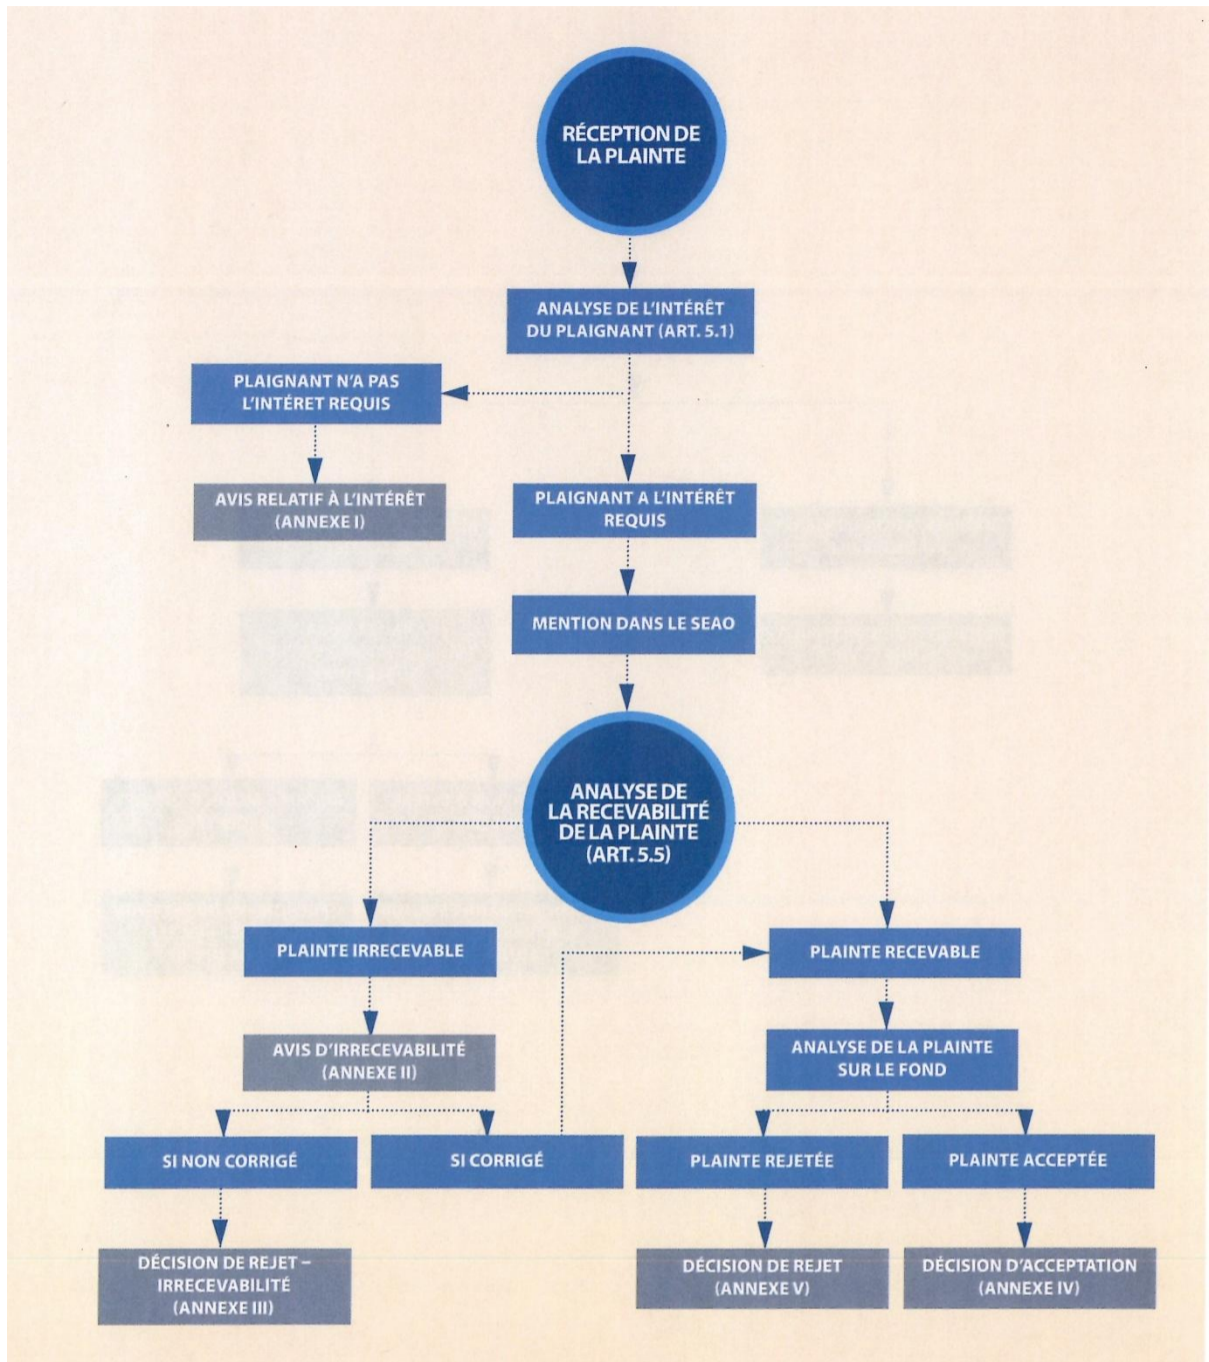 RÉCEPTION DE
LA PLAINTE
ANALYSE DE L'INTÉRÊT
DU PLAIGNANT (ART. 5.1)
PLAIGNANT N'A PAS
L'INTÉRET REQUIS
AVIS RELATIF À L'INTÉRÊT
(ANNEXE I)
PLAIGNANT A L'INTÉRÊT
REQUIS
MENTION DANS LE SEAO
ANALYSE DE
LA RECEVABILITÉ
DE LA PLAINTE
(ART. 5.5)
PLAINTE IRRECEVABLE
PLAINTE RECEVABLE
AVIS D'IRRECEVABILITÉ
(ANNEXE II)
ANALYSE DE LA PLAINTE
SUR LE FOND
SI NON CORRIGÉ
SI CORRIGÉ
PLAINTE REJETÉE
PLAINTE ACCEPTÉE
DÉCISION DE REJET –
IRRECEVABILITÉ
(ANNEXE III)
DÉCISION DE REJET
(ANNEXE V)
DÉCISION D'ACCEPTATION
(ANNEXE IV)